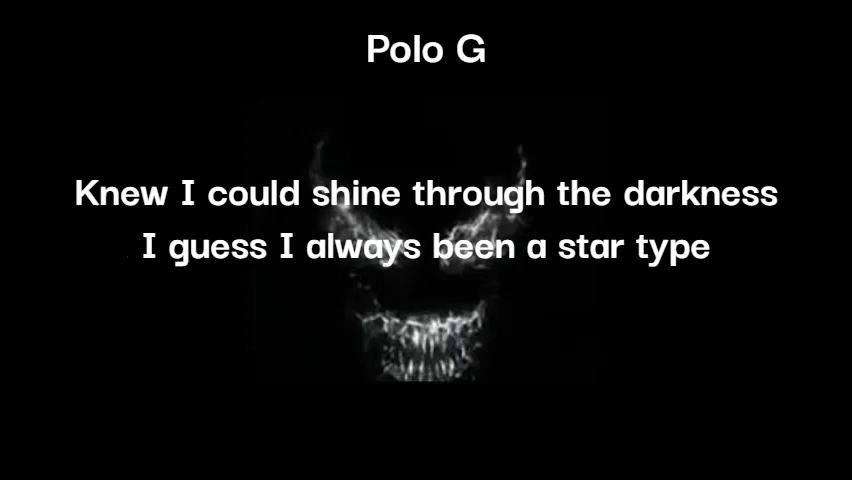 Polo G
Knew I could shine through the darkness
I guess I always been a star type